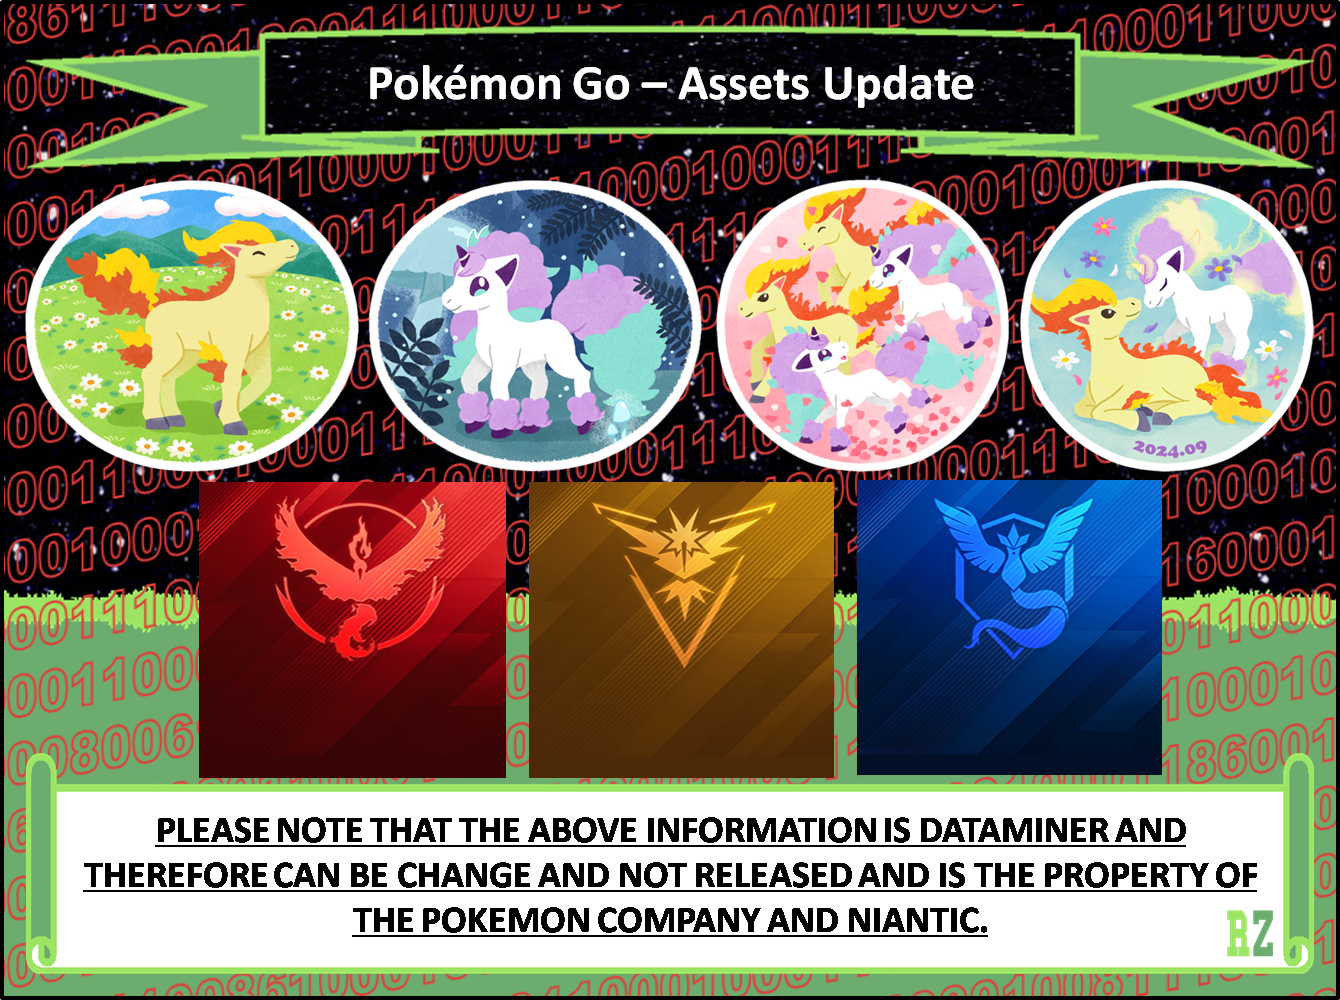 Pokémon Go – Assets Update
2024.09
PLEASE NOTE THAT THE ABOVE INFORMATION IS DATAMINER AND
THEREFORE CAN BE CHANGE AND NOT RELEASED AND IS THE PROPERTY OF
THE POKEMON COMPANY AND NIANTIC.
RZ